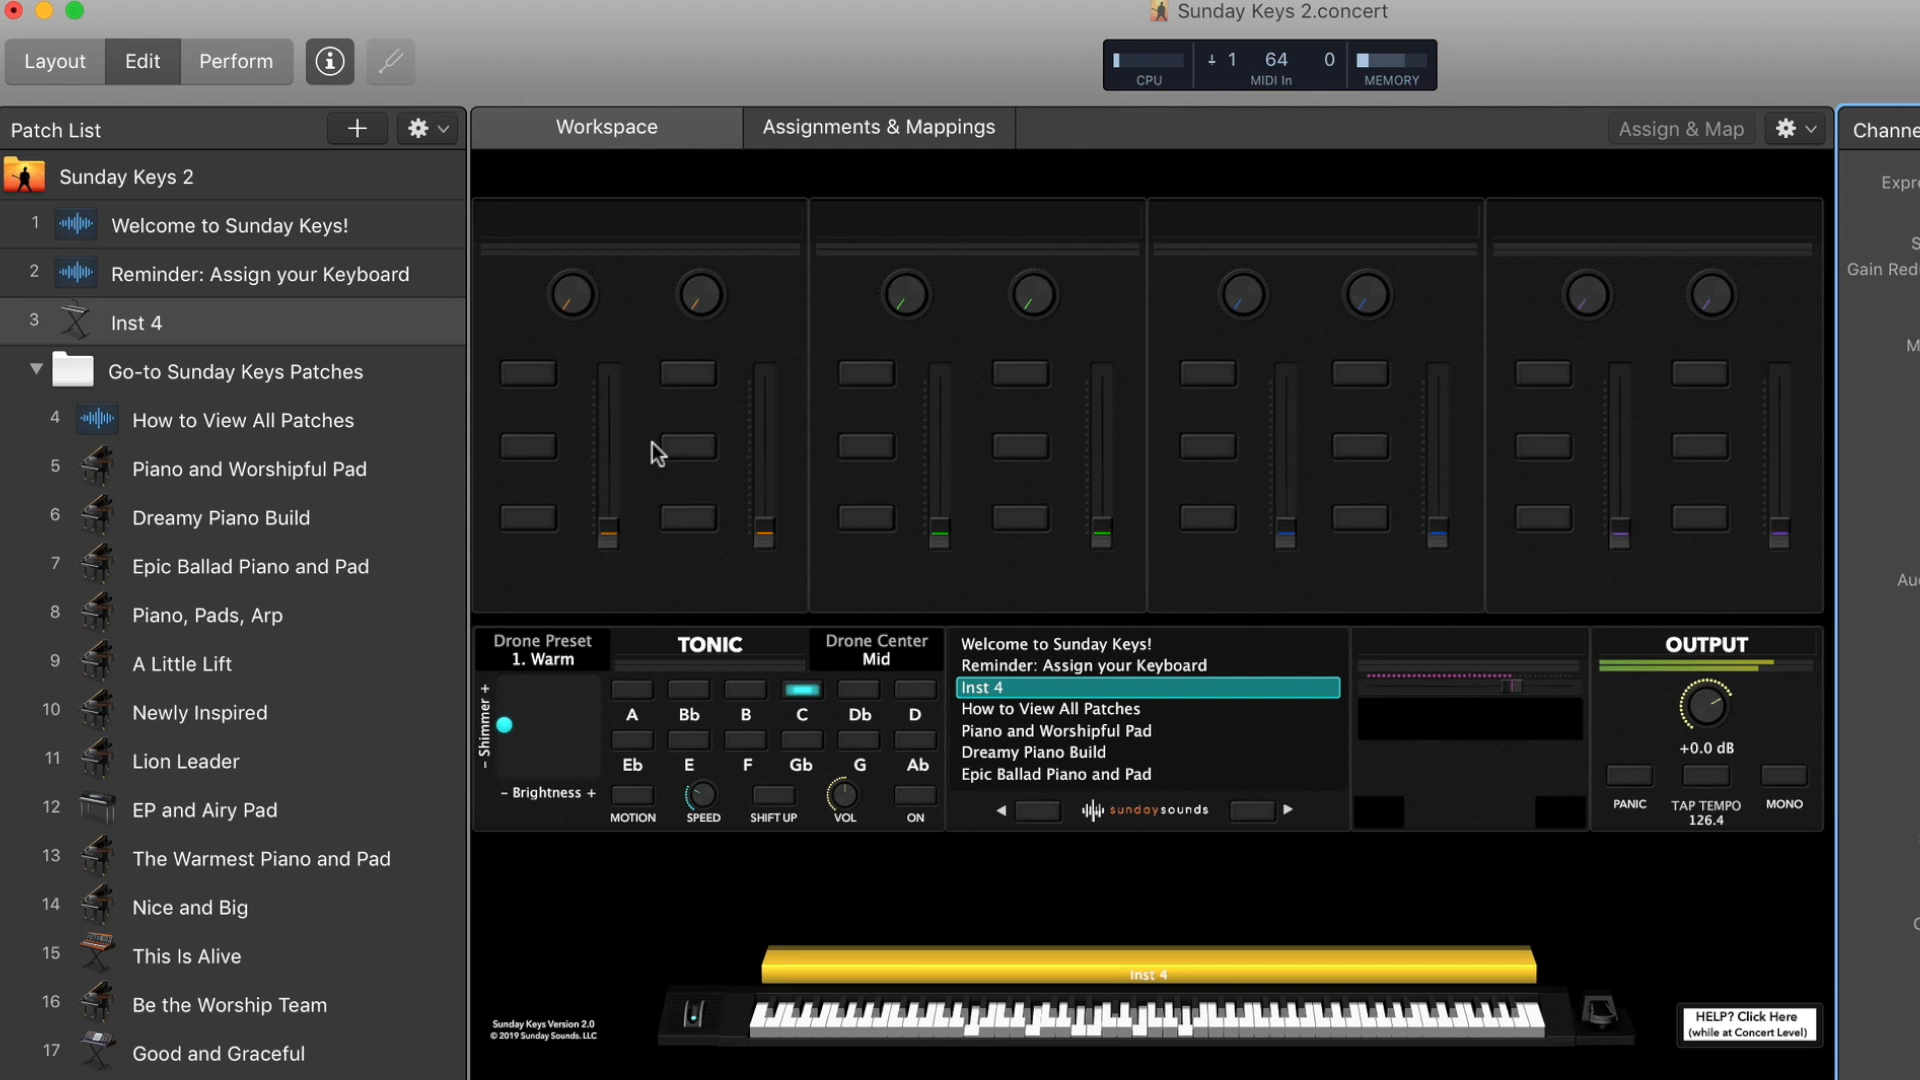 Sunday Keys 2.concert
Layout Edit Perform
1 64 0
CPU MIDI In MEMORY
Patch List
Workspace Assignments & Mappings Assign & Map
Channe
Sunday Keys 2
1 Welcome to Sunday Keys!
2 Reminder: Assign your Keyboard
3 Inst 4
Go-to Sunday Keys Patches
4 How to View All Patches
5 Piano and Worshipful Pad
6 Dreamy Piano Build
7 Epic Ballad Piano and Pad
8 Piano, Pads, Arp
9 A Little Lift
10 Newly Inspired
11 Lion Leader
12 EP and Airy Pad
13 The Warmest Piano and Pad
14 Nice and Big
15 This Is Alive
16 Be the Worship Team
17 Good and Graceful
Drone Preset
1. Warm
TONIC
Drone Center
Mid
- Shimmer +
A Bb B C Db D
Eb E F Gb G Ab
- Brightness +
MOTION SPEED SHIFT UP VOL ON
Welcome to Sunday Keys!
Reminder: Assign your Keyboard
Inst 4
How to View All Patches
Piano and Worshipful Pad
Dreamy Piano Build
Epic Ballad Piano and Pad
sundaysounds
OUTPUT
+0.0 dB
PANIC TAP TEMPO MONO
126.4
Inst 4
Sunday Keys Version 2.0
© 2019 Sunday Sounds, LLC
HELP? Click Here
(while at Concert Level)
Expre
S
Gain Red
M
Au